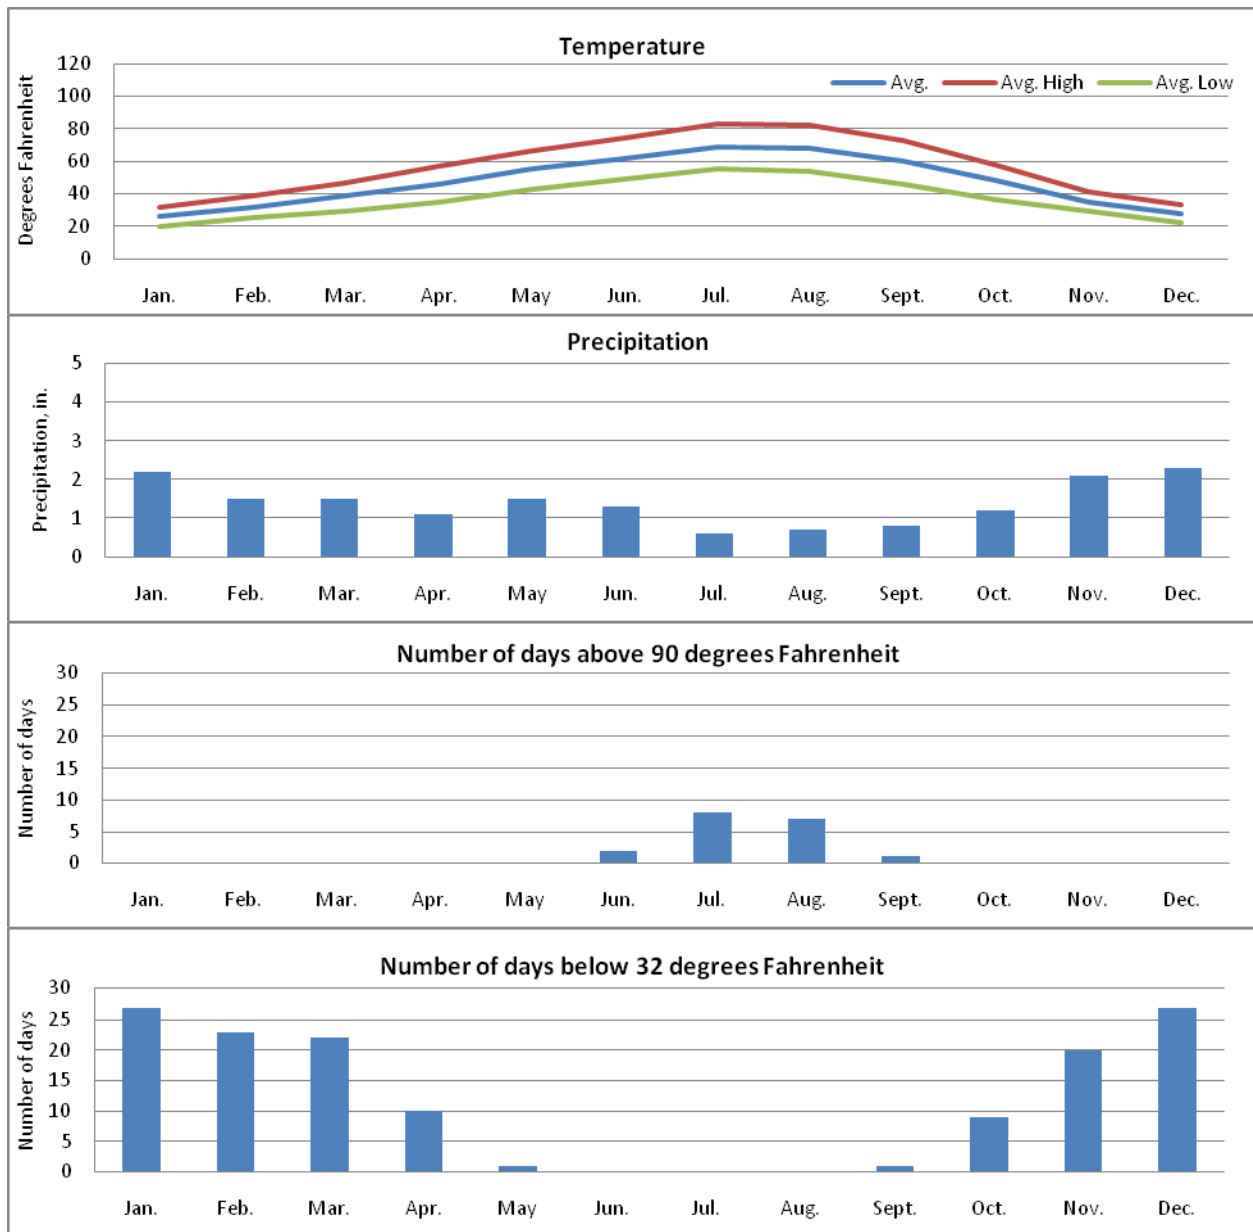 Temperature
Degrees Fahrenheit
120
100
80
60
40
20
0
Avg. Avg. High Avg. Low
Jan. Feb. Mar. Apr. May Jun. Jul. Aug. Sept. Oct. Nov. Dec.
Precipitation
Precipitation, in.
5
4
3
2
1
0
Jan. Feb. Mar. Apr. May Jun. Jul. Aug. Sept. Oct. Nov. Dec.
Number of days above 90 degrees Fahrenheit
Number of days
30
25
20
15
10
5
0
Jan. Feb. Mar. Apr. May Jun. Jul. Aug. Sept. Oct. Nov. Dec.
Number of days below 32 degrees Fahrenheit
Number of days
30
25
20
15
10
5
0
Jan. Feb. Mar. Apr. May Jun. Jul. Aug. Sept. Oct. Nov. Dec.